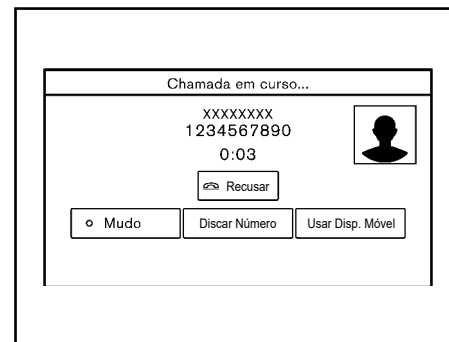 Chamada em curso...
XXXXXXXX
1234567890
0:03
Recusar
Mudo Discar Número Usar Disp. Móvel